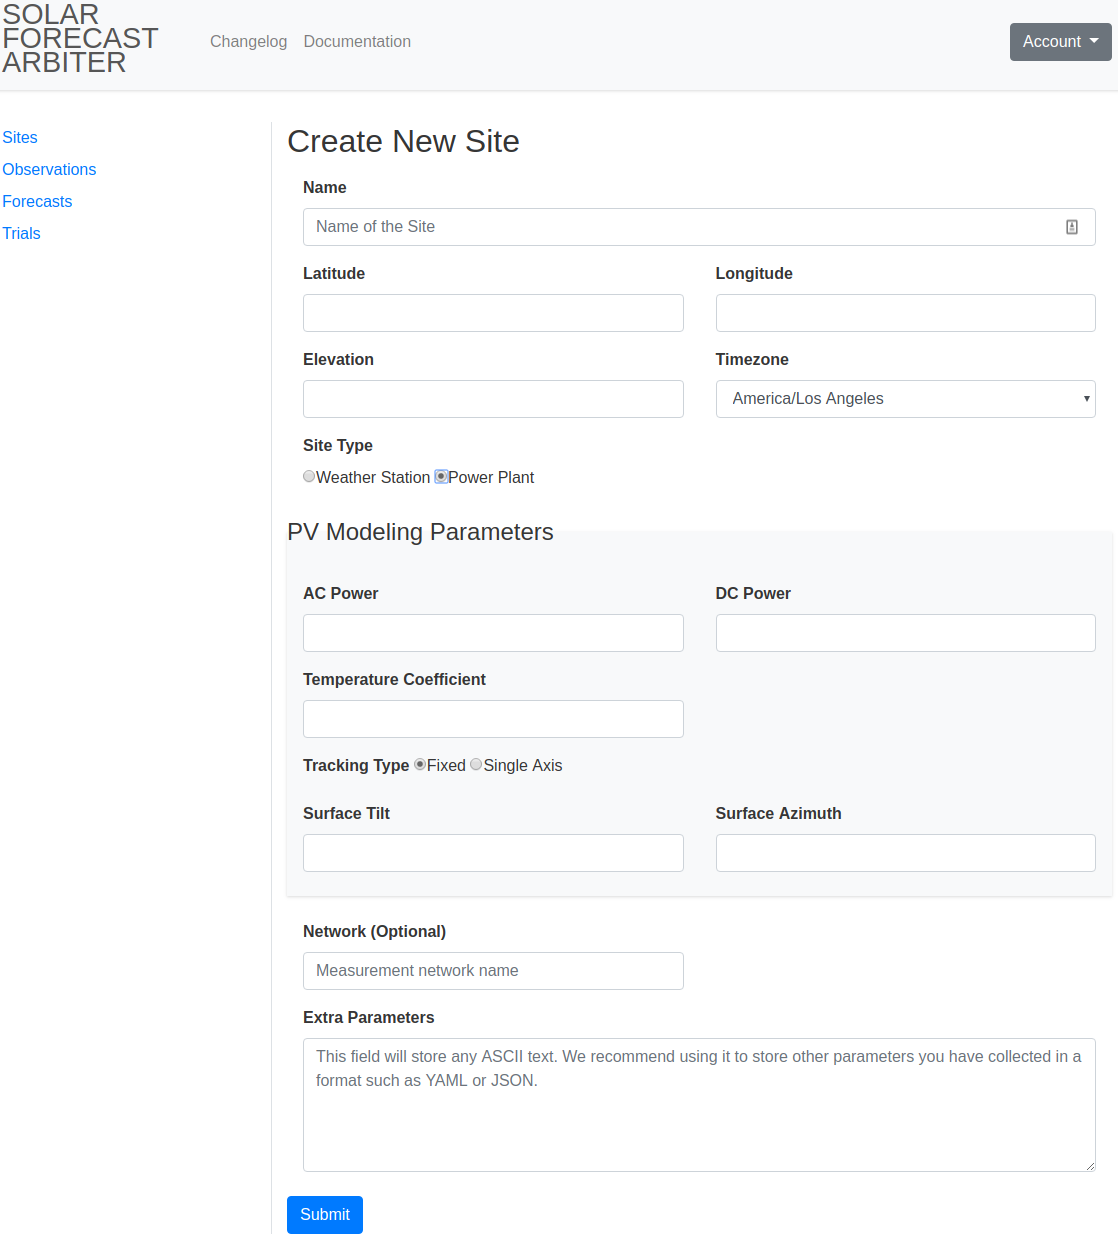 SOLAR
FORECAST
ARBITER
Changelog Documentation
Account
Sites
Observations
Forecasts
Trials
Create New Site
Name
Name of the Site
Latitude Longitude
Elevation Timezone
America/Los Angeles
Site Type
Weather Station Power Plant
PV Modeling Parameters
AC Power DC Power
Temperature Coefficient
Tracking Type Fixed Single Axis
Surface Tilt Surface Azimuth
Network (Optional)
Measurement network name
Extra Parameters
This field will store any ASCII text. We recommend using it to store other parameters you have collected in a
format such as YAML or JSON.
Submit